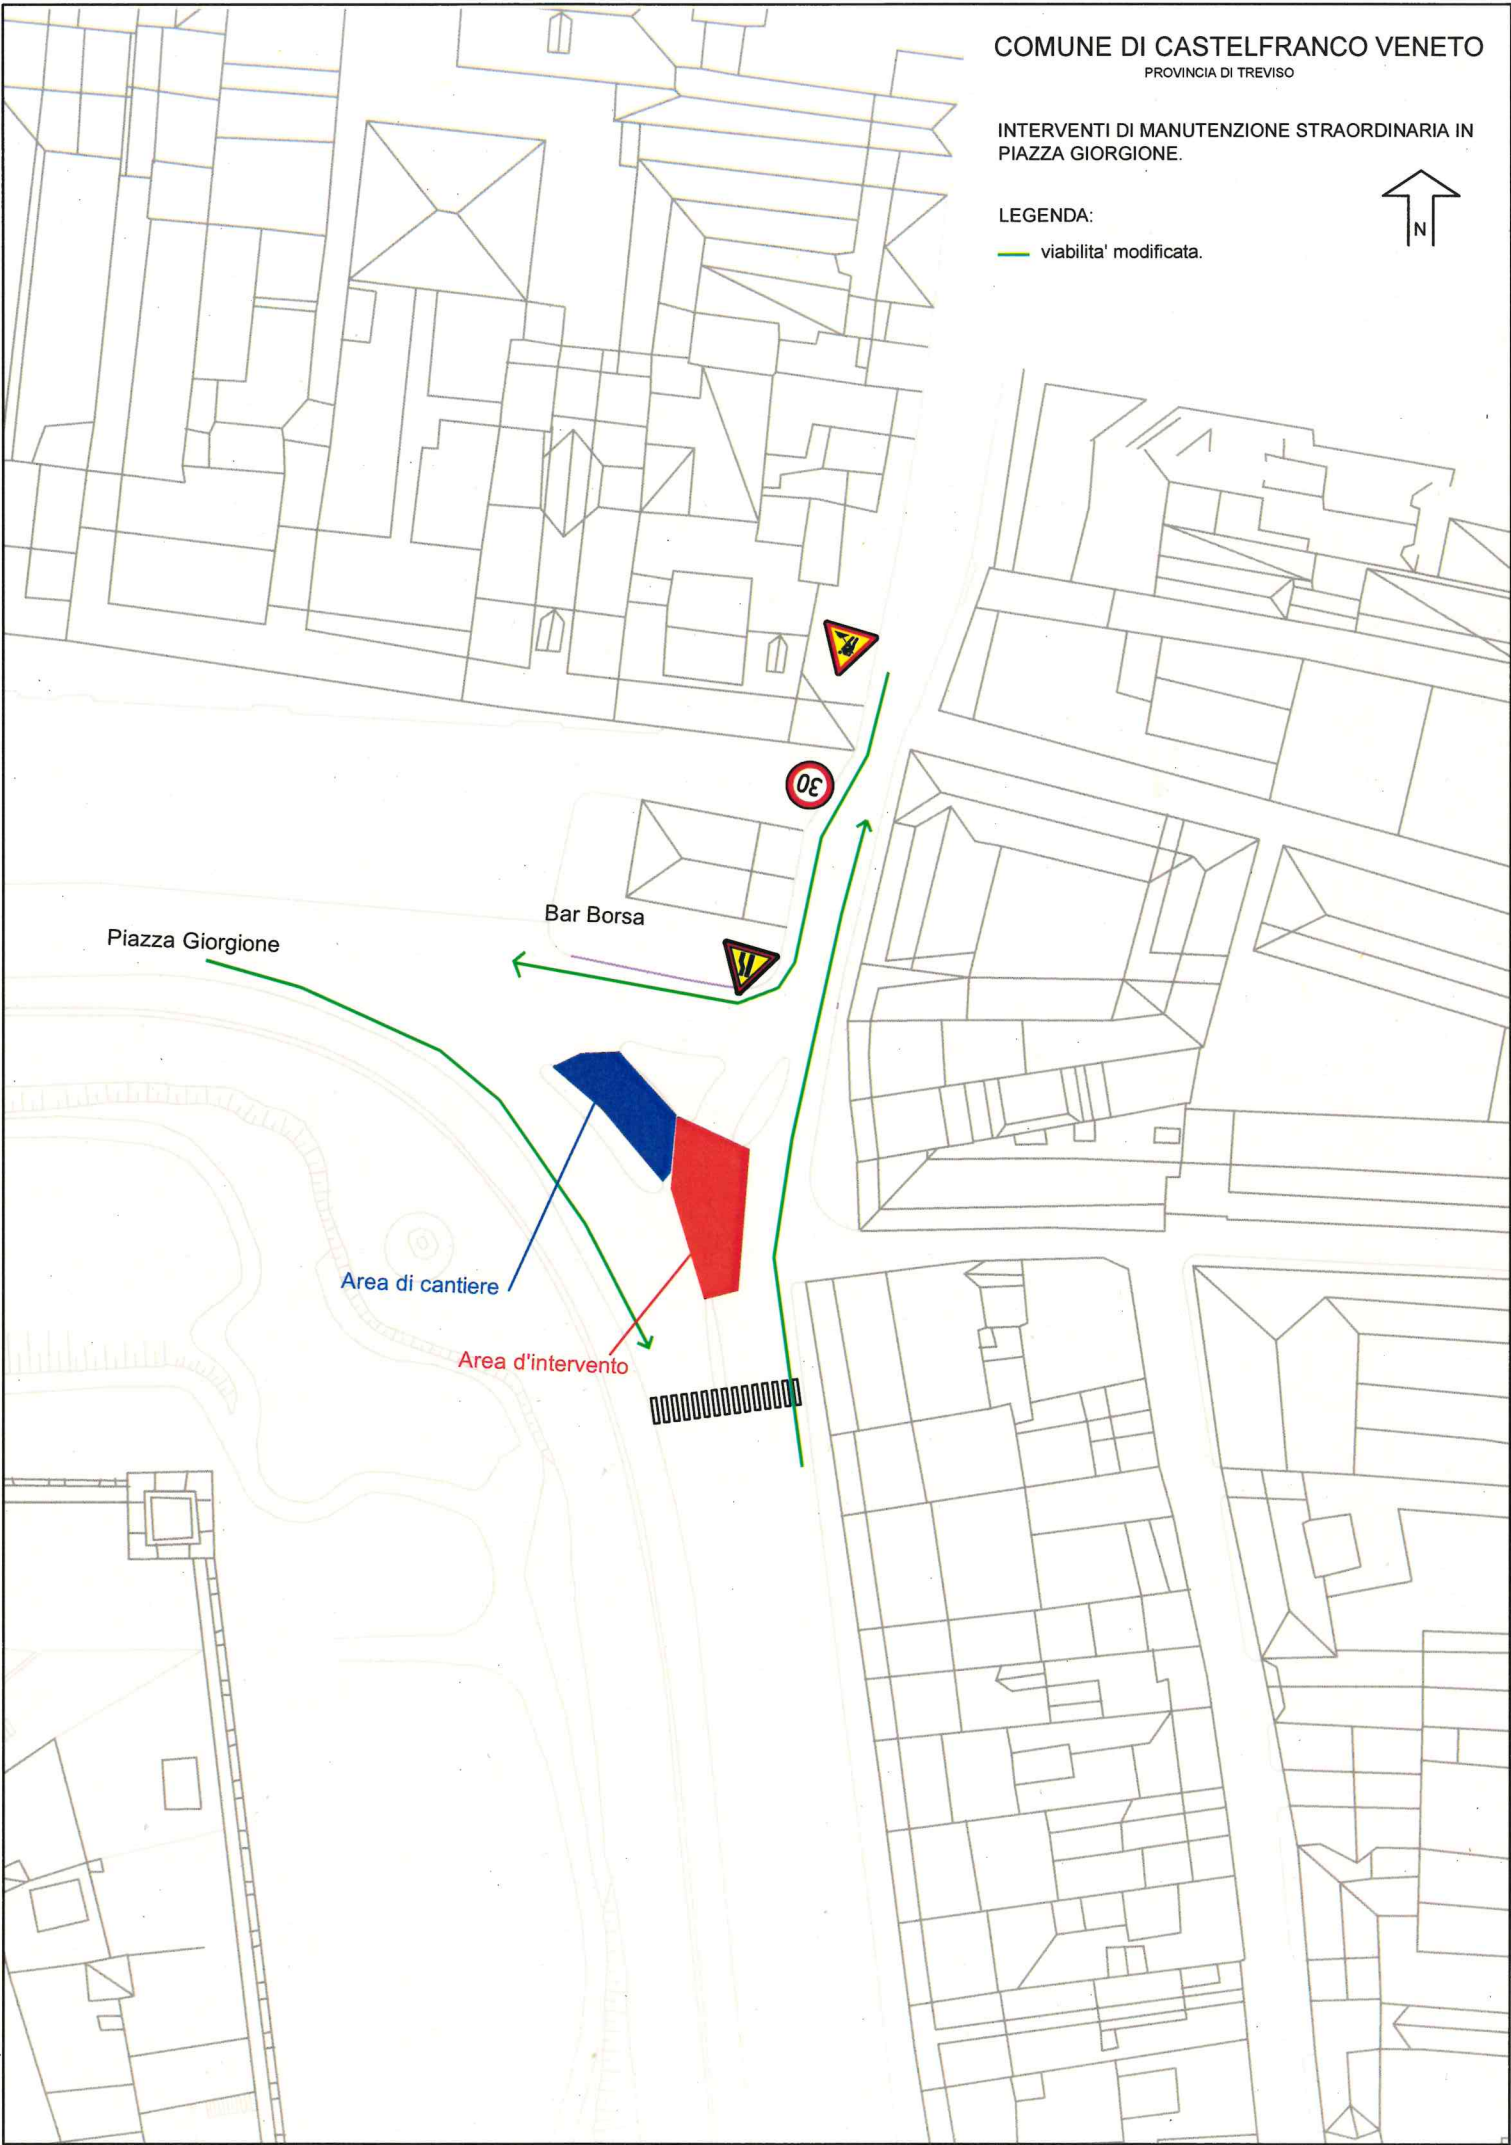 COMUNE DI CASTELFRANCO VENETO
PROVINCIA DI TREVISO
INTERVENTI DI MANUTENZIONE STRAORDINARIA IN
PIAZZA GIORGIONE.
LEGENDA:
N
viabilita' modificata.
30
Bar Borsa
Piazza Giorgione
Area di cantiere
Area d'intervento